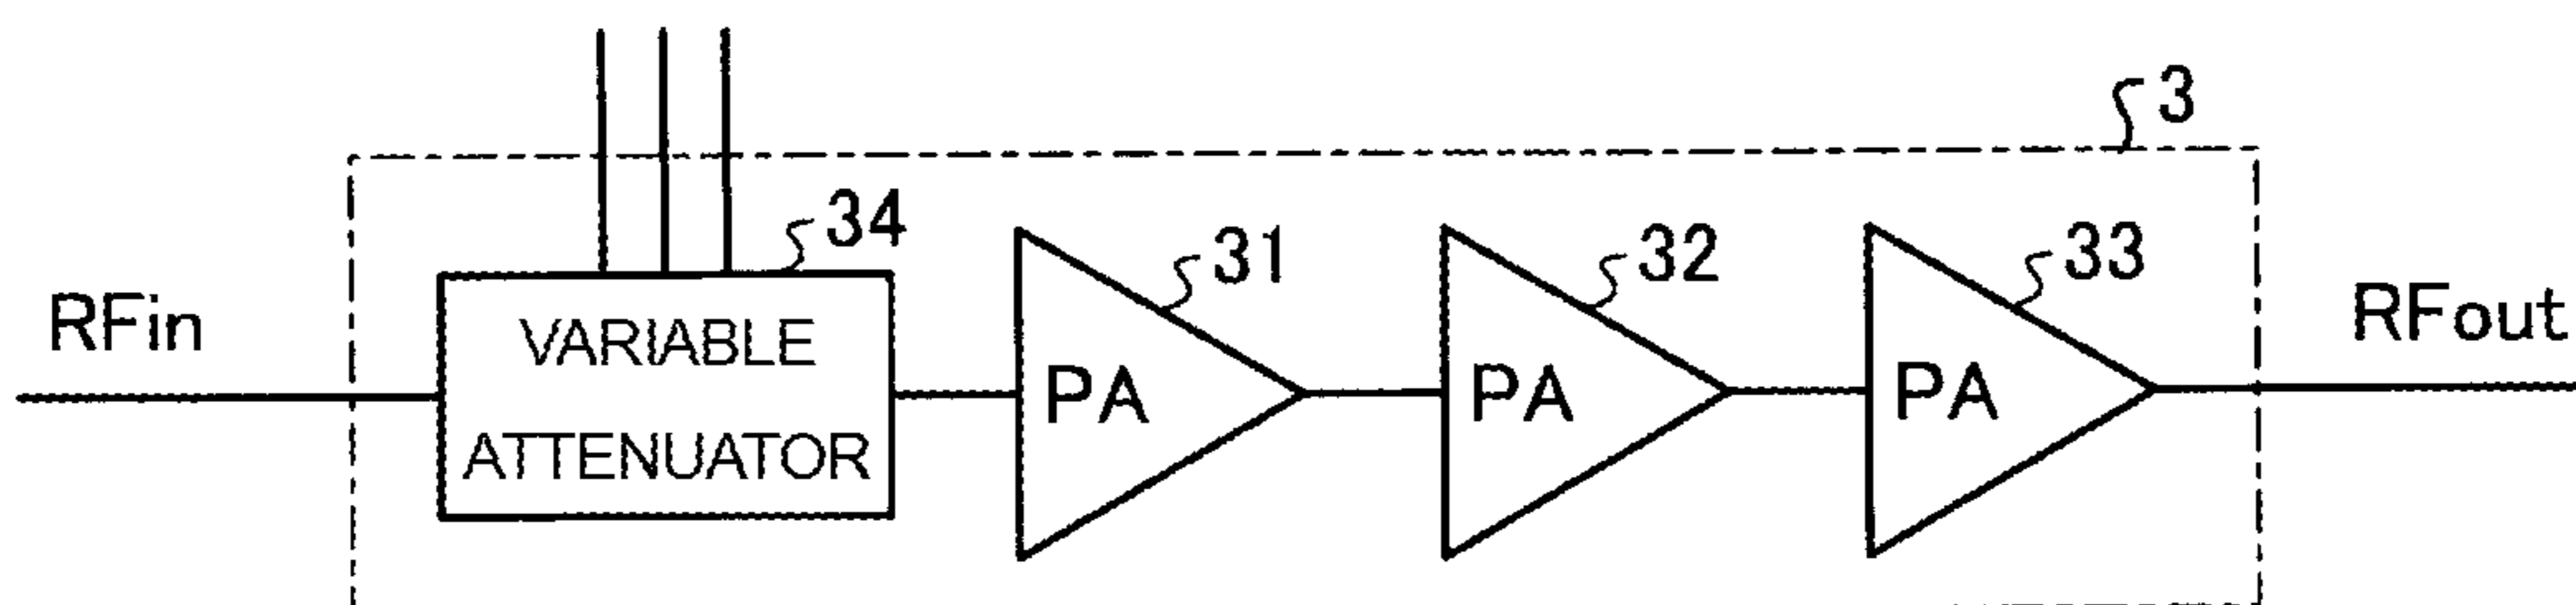 3
34
31
32
33
RFin
VARIABLE
ATTENUATOR
PA
PA
PA
RFout